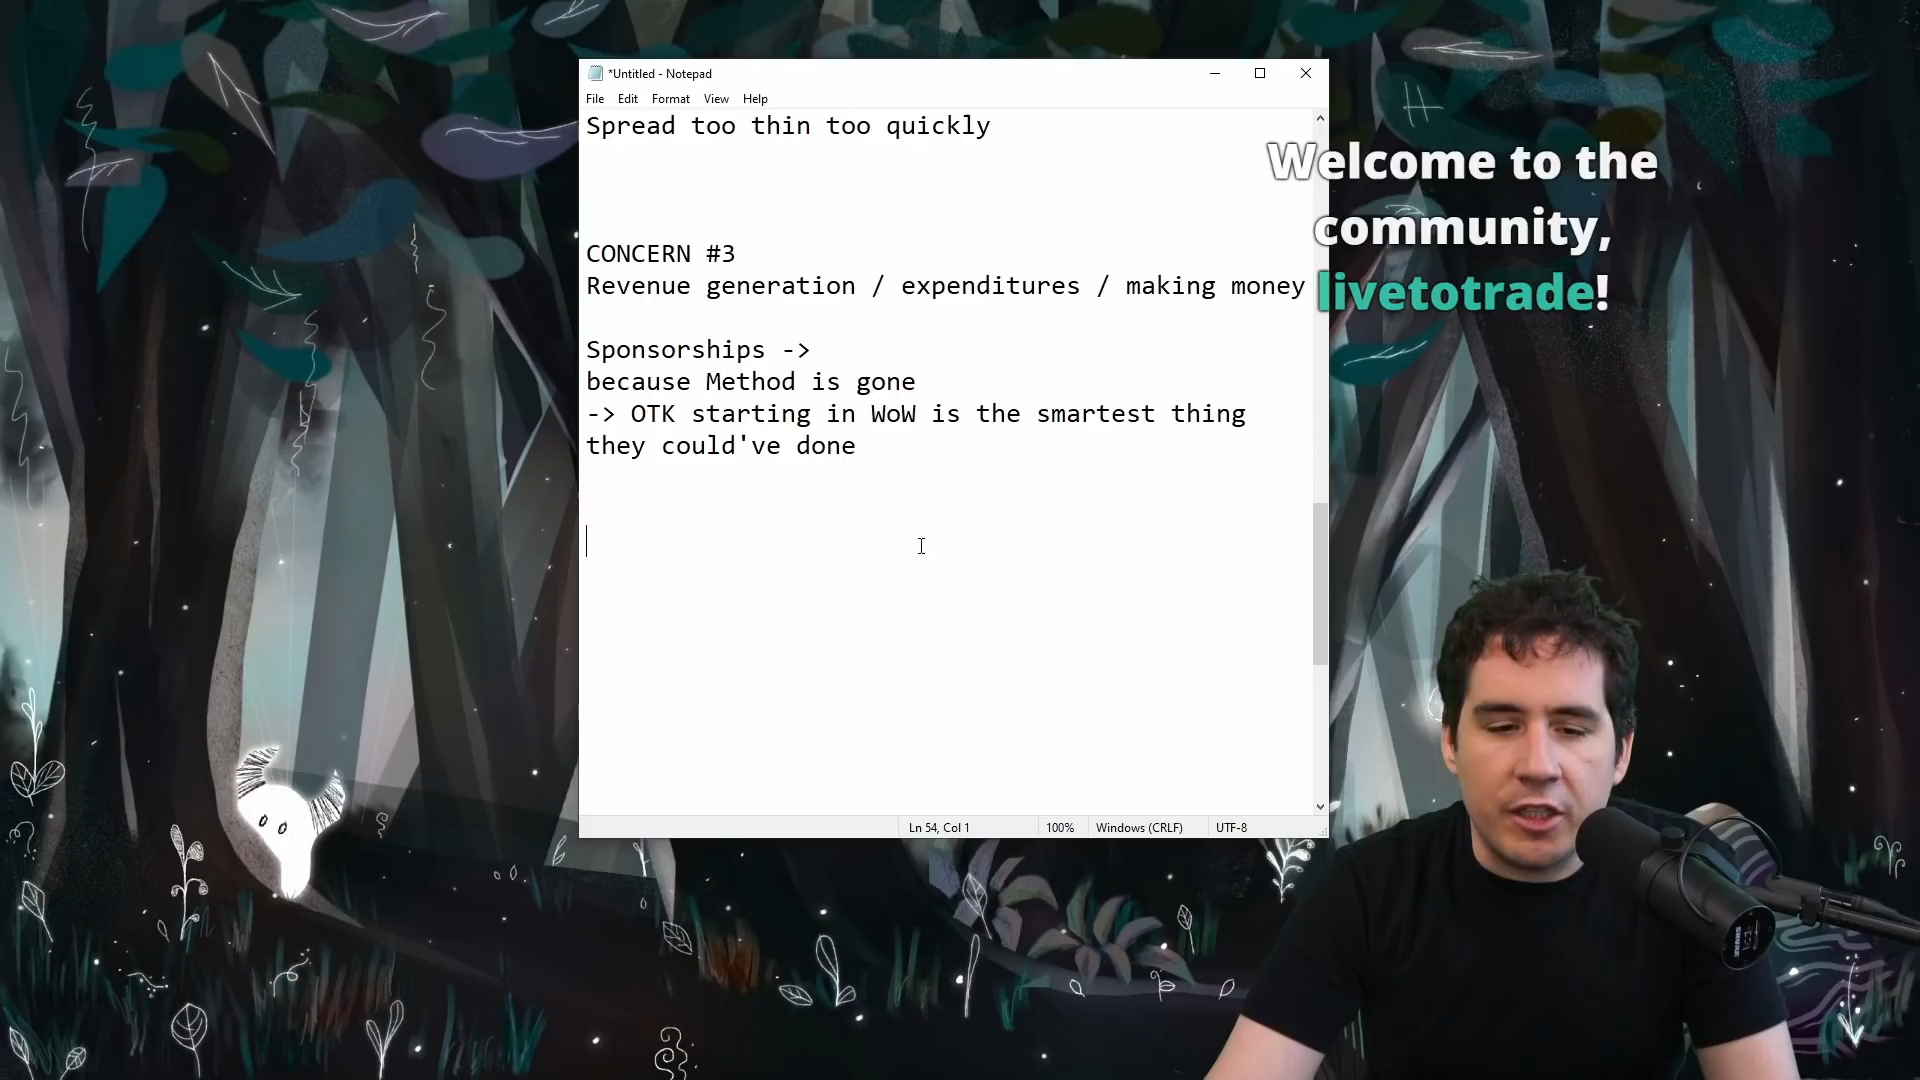 *Untitled - Notepad
File Edit Format View Help
Spread too thin too quickly
CONCERN #3
Revenue generation / expenditures / making money
Sponsorships ->
because Method is gone
-> OTK starting in WoW is the smartest thing
they could've done
Ln 54, Col 1 100% Windows (CRLF) UTF-8
Welcome to the
community,
livetotrade!
SHURE